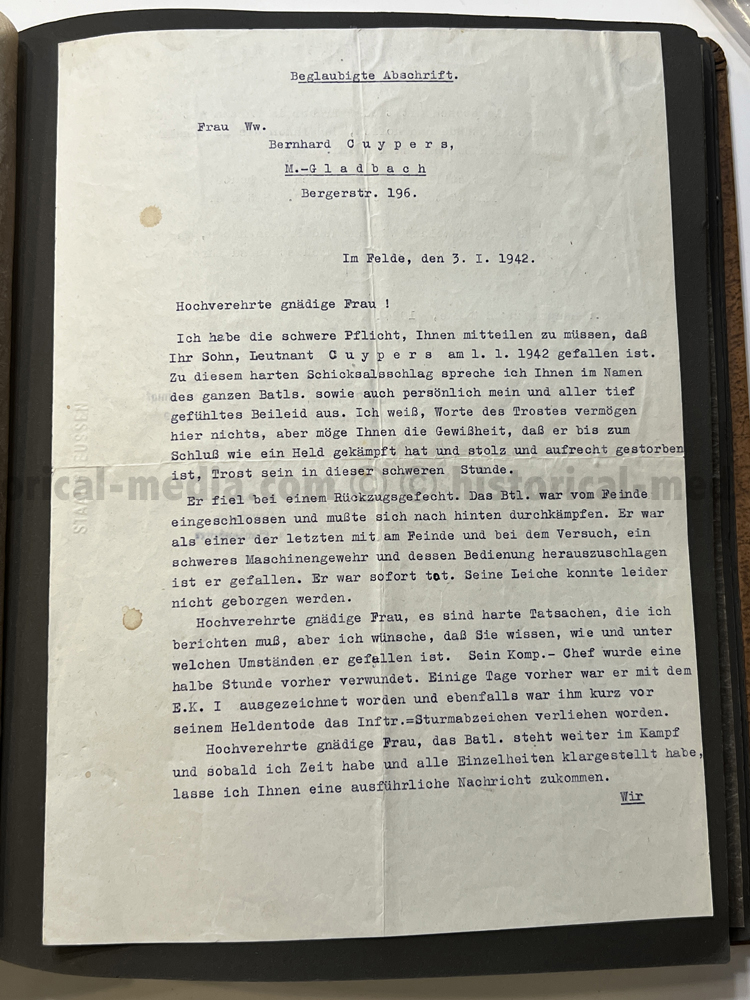 Beglaubigte Abschrift.
Frau Ww.
Bernhard C u y p e r s,
M.-G l a d b a c h
Bergerstr. 196.
Im Felde, den 3. I. 1942.
Hochverehrte gnädige Frau !
Ich habe die schwere Pflicht, Ihnen mitteilen zu müssen, daß
Ihr Sohn, Leutnant C u y p e r s am 1. 1. 1942 gefallen ist.
Zu diesem harten Schicksalsschlag spreche ich Ihnen im Namen
des ganzen Batls. sowie auch persönlich mein und aller tief
gefühltes Beileid aus. Ich weiß, Worte des Trostes vermögen
hier nichts, aber möge Ihnen die Gewißheit, daß er bis zum
Schluß wie ein Held gekämpft hat und stolz und aufrecht gestorben
ist, Trost sein in dieser schweren Stunde.
orical-media.com © (c) historical-med
Er fiel bei einem Rückzugsgefecht. Das Btl. war vom Feinde
eingeschlossen und mußte sich nach hinten durchkämpfen. Er war
als einer der letzten mit am Feinde und bei dem Versuch, ein
schweres Maschinengewehr und dessen Bedienung herauszuschlagen
ist er gefallen. Er war sofort tot. Seine Leiche konnte leider
nicht geborgen werden.
Hochverehrte gnädige Frau, es sind harte Tatsachen, die ich
berichten muß, aber ich wünsche, daß Sie wissen, wie und unter
welchen Umständen er gefallen ist. Sein Komp.- Chef wurde eine
halbe Stunde vorher verwundet. Einige Tage vorher war er mit dem
E.K. I ausgezeichnet worden und ebenfalls war ihm kurz vor
seinem Heldentode das Inftr.=Sturmabzeichen verliehen worden.
Hochverehrte gnädige Frau, das Batl. steht weiter im Kampf
und sobald ich Zeit habe und alle Einzelheiten klargestellt habe,
lasse ich Ihnen eine ausführliche Nachricht zukommen.
Wir